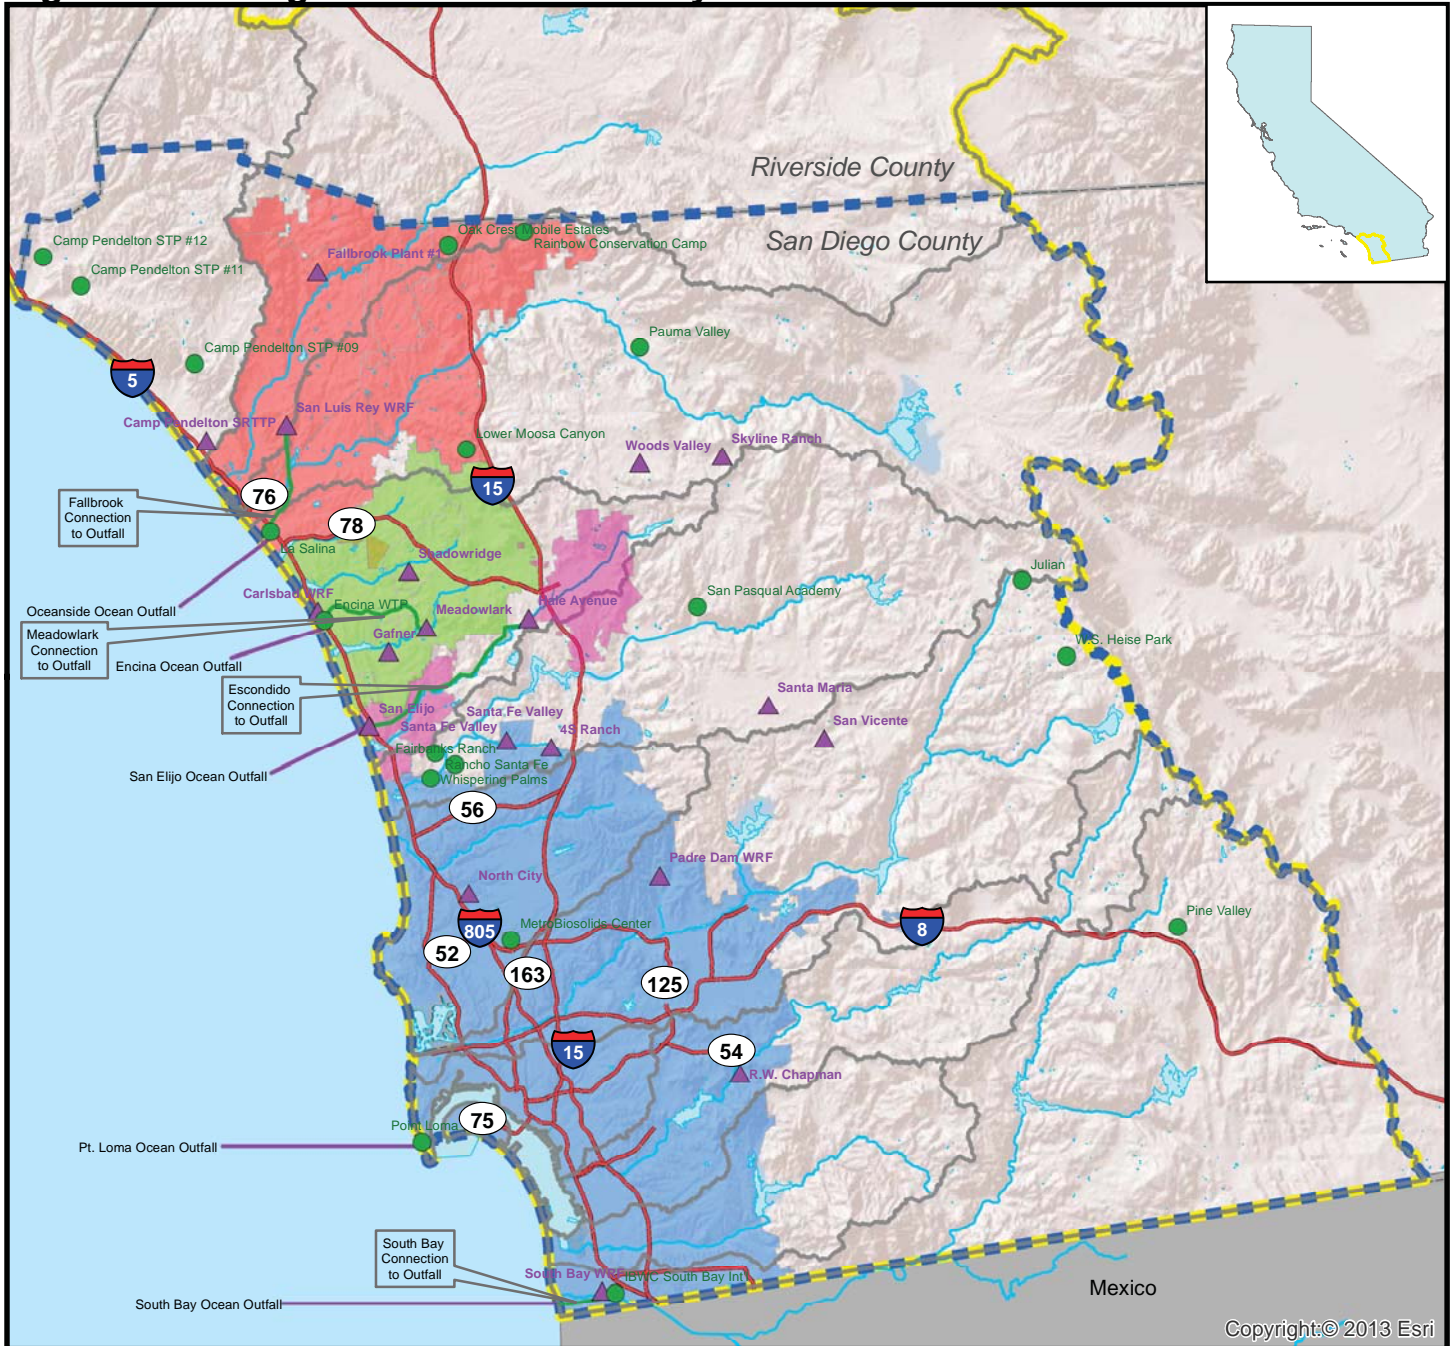 Riverside County
San Diego County
Camp Pendelton STP #12
Camp Pendelton STP #11
Oak Crest Mobile Estates
Rainbow Conservation Camp
Fallbrook Plant #1
Camp Pendelton STP #09
Pauma Valley
5
San Luis Rey WRF
Camp Pendelton SRTTP
Lower Moosa Canyon
Woods Valley
Skyline Ranch
15
76
78
Fallbrook
Connection
to Outfall
La Salina
Shadowridge
Julian
San Pasqual Academy
Carlsbad WRF
Encina WTP
Meadowlark
Hale Avenue
Oceanside Ocean Outfall
Meadowlark
Connection
to Outfall
Gafner
W.S. Heise Park
Encina Ocean Outfall
Escondido
Connection
to Outfall
Santa Maria
San Elijo
Santa Fe Valley
Santa Fe Valley
4S Ranch
San Vicente
Fairbanks Ranch
Rancho Santa Fe
Whispering Palms
San Elijo Ocean Outfall
56
Padre Dam WRF
North City
MetroBiosolids Center
Pine Valley
805
8
52
163
125
15
54
R.W. Chapman
75
Point Loma
Pt. Loma Ocean Outfall
South Bay
Connection
to Outfall
South Bay WRF
IBWC South Bay Int'l
South Bay Ocean Outfall
Mexico
Copyright:© 2013 Esri